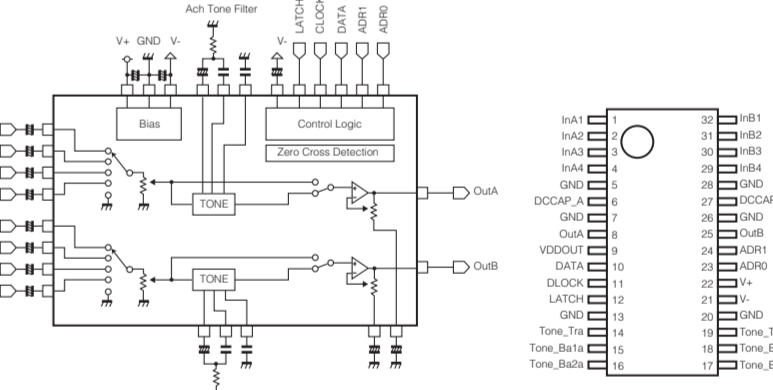 Ach Tone Filter
V+ GND V- V- LATCH CLOCK DATA ADR1 ADR0
Bias
Control Logic
Zero Cross Detection
TONE
OutA
TONE
OutB
InA1 1 32 InB1
InA2 2 31 InB2
InA3 3 30 InB3
InA4 4 29 InB4
GND 5 28 GND
DCCAP_A 6 27 DCCAP
GND 7 26 GND
OutA 8 25 OutB
VDDOUT 9 24 ADR1
DATA 10 23 ADR0
DLOCK 11 22 V+
LATCH 12 21 V-
GND 13 20 GND
Tone_Tra 14 19 Tone_T
Tone_Ba1a 15 18 Tone_B
Tone_Ba2a 16 17 Tone_B